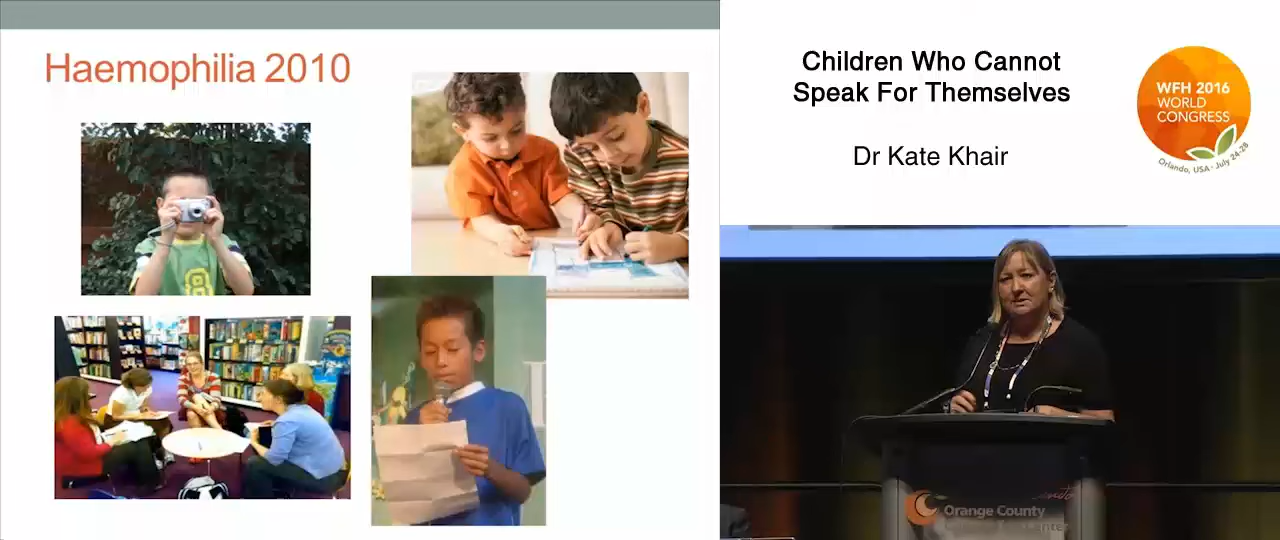 Haemophilia 2010
8
Children Who Cannot
Speak For Themselves
Dr Kate Khair
WFH 2016
WORLD
CONGRESS
Orlando, USA · July 24-28
Orange County